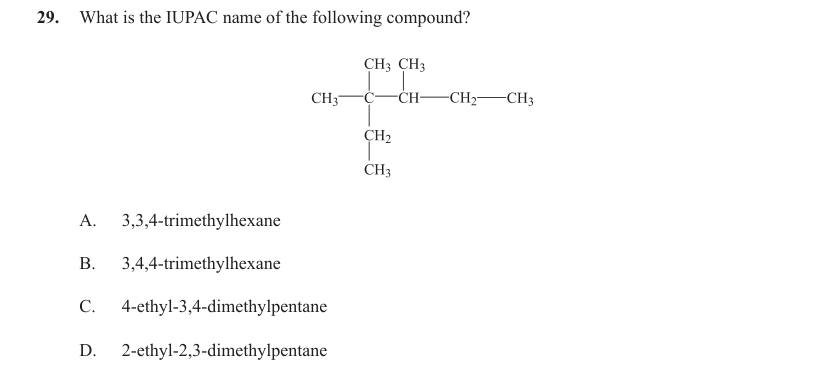 29. What is the IUPAC name of the following compound?
CH3 CH3
CH3 C CH CH2 CH3
CH2
CH3
A. 3,3,4-trimethylhexane
B. 3,4,4-trimethylhexane
C. 4-ethyl-3,4-dimethylpentane
D. 2-ethyl-2,3-dimethylpentane